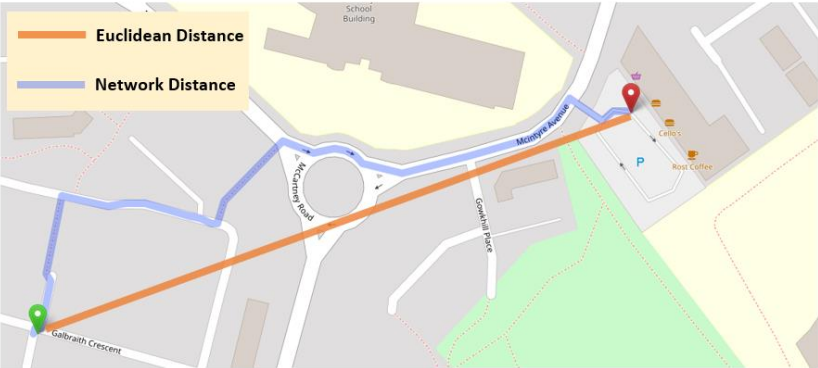 School
Building
Euclidean Distance
Network Distance
McIntyre Avenue
Cello's
P
Rost Coffee
McCartney Road
Gowkhill Place
Galbraith Crescent